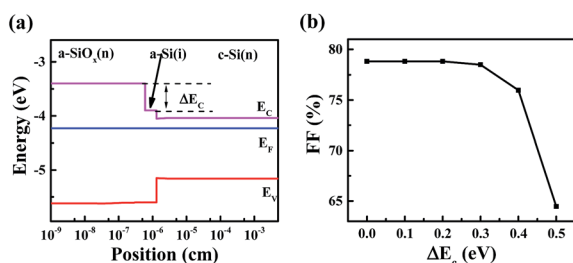 (a)
a-SiOx(n) a-Si(i) c-Si(n)
-3
-4
-5
Energy (eV)
ΔEC
EC
EF
EV
10-9 10-8 10-7 10-6 10-5 10-4 10-3
Position (cm)
(b)
80
75
70
65
FF (%)
0.0 0.1 0.2 0.3 0.4 0.5
ΔEc (eV)